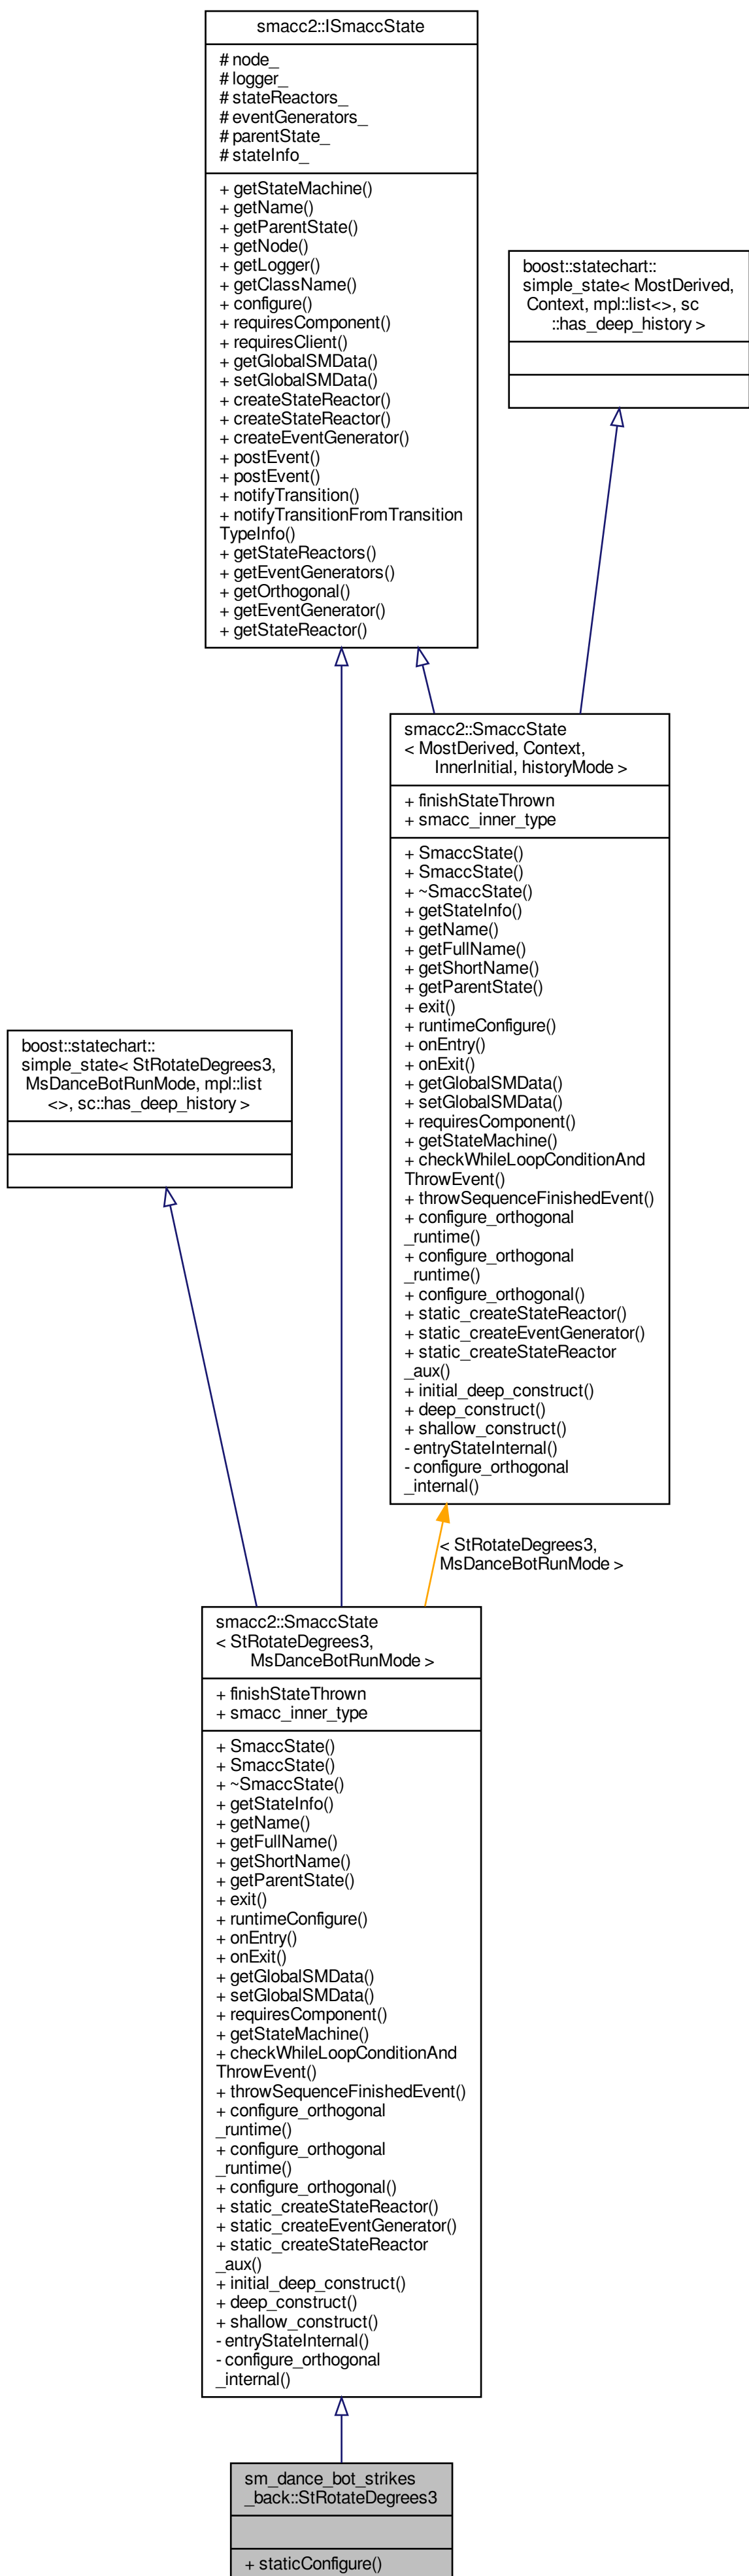 smacc2::ISmaccState
# node_
# logger_
# stateReactors_
# eventGenerators_
# parentState_
# stateInfo_
+ getStateMachine()
+ getName()
+ getParentState()
+ getNode()
+ getLogger()
+ getClassName()
+ configure()
+ requiresComponent()
+ requiresClient()
+ getGlobalSMData()
+ setGlobalSMData()
+ createStateReactor()
+ createStateReactor()
+ createEventGenerator()
+ postEvent()
+ postEvent()
+ notifyTransition()
+ notifyTransitionFromTransition
TypeInfo()
+ getStateReactors()
+ getEventGenerators()
+ getOrthogonal()
+ getEventGenerator()
+ getStateReactor()
boost::statechart::
simple_state< MostDerived,
Context, mpl::list<>, sc
::has_deep_history >
smacc2::SmaccState
< MostDerived, Context,
InnerInitial, historyMode >
+ finishStateThrown
+ smacc_inner_type
+ SmaccState()
+ SmaccState()
+ ~SmaccState()
+ getStateInfo()
+ getName()
+ getFullName()
+ getShortName()
+ getParentState()
+ exit()
+ runtimeConfigure()
+ onEntry()
+ onExit()
+ getGlobalSMData()
+ setGlobalSMData()
+ requiresComponent()
+ getStateMachine()
+ checkWhileLoopConditionAnd
ThrowEvent()
+ throwSequenceFinishedEvent()
+ configure_orthogonal
_runtime()
+ configure_orthogonal
_runtime()
+ configure_orthogonal()
+ static_createStateReactor()
+ static_createEventGenerator()
+ static_createStateReactor
_aux()
+ initial_deep_construct()
+ deep_construct()
+ shallow_construct()
- entryStateInternal()
- configure_orthogonal
_internal()
boost::statechart::
simple_state< StRotateDegrees3,
MsDanceBotRunMode, mpl::list
<>, sc::has_deep_history >
< StRotateDegrees3,
MsDanceBotRunMode >
smacc2::SmaccState
< StRotateDegrees3,
MsDanceBotRunMode >
+ finishStateThrown
+ smacc_inner_type
+ SmaccState()
+ SmaccState()
+ ~SmaccState()
+ getStateInfo()
+ getName()
+ getFullName()
+ getShortName()
+ getParentState()
+ exit()
+ runtimeConfigure()
+ onEntry()
+ onExit()
+ getGlobalSMData()
+ setGlobalSMData()
+ requiresComponent()
+ getStateMachine()
+ checkWhileLoopConditionAnd
ThrowEvent()
+ throwSequenceFinishedEvent()
+ configure_orthogonal
_runtime()
+ configure_orthogonal
_runtime()
+ configure_orthogonal()
+ static_createStateReactor()
+ static_createEventGenerator()
+ static_createStateReactor
_aux()
+ initial_deep_construct()
+ deep_construct()
+ shallow_construct()
- entryStateInternal()
- configure_orthogonal
_internal()
sm_dance_bot_strikes
_back::StRotateDegrees3
+ staticConfigure()